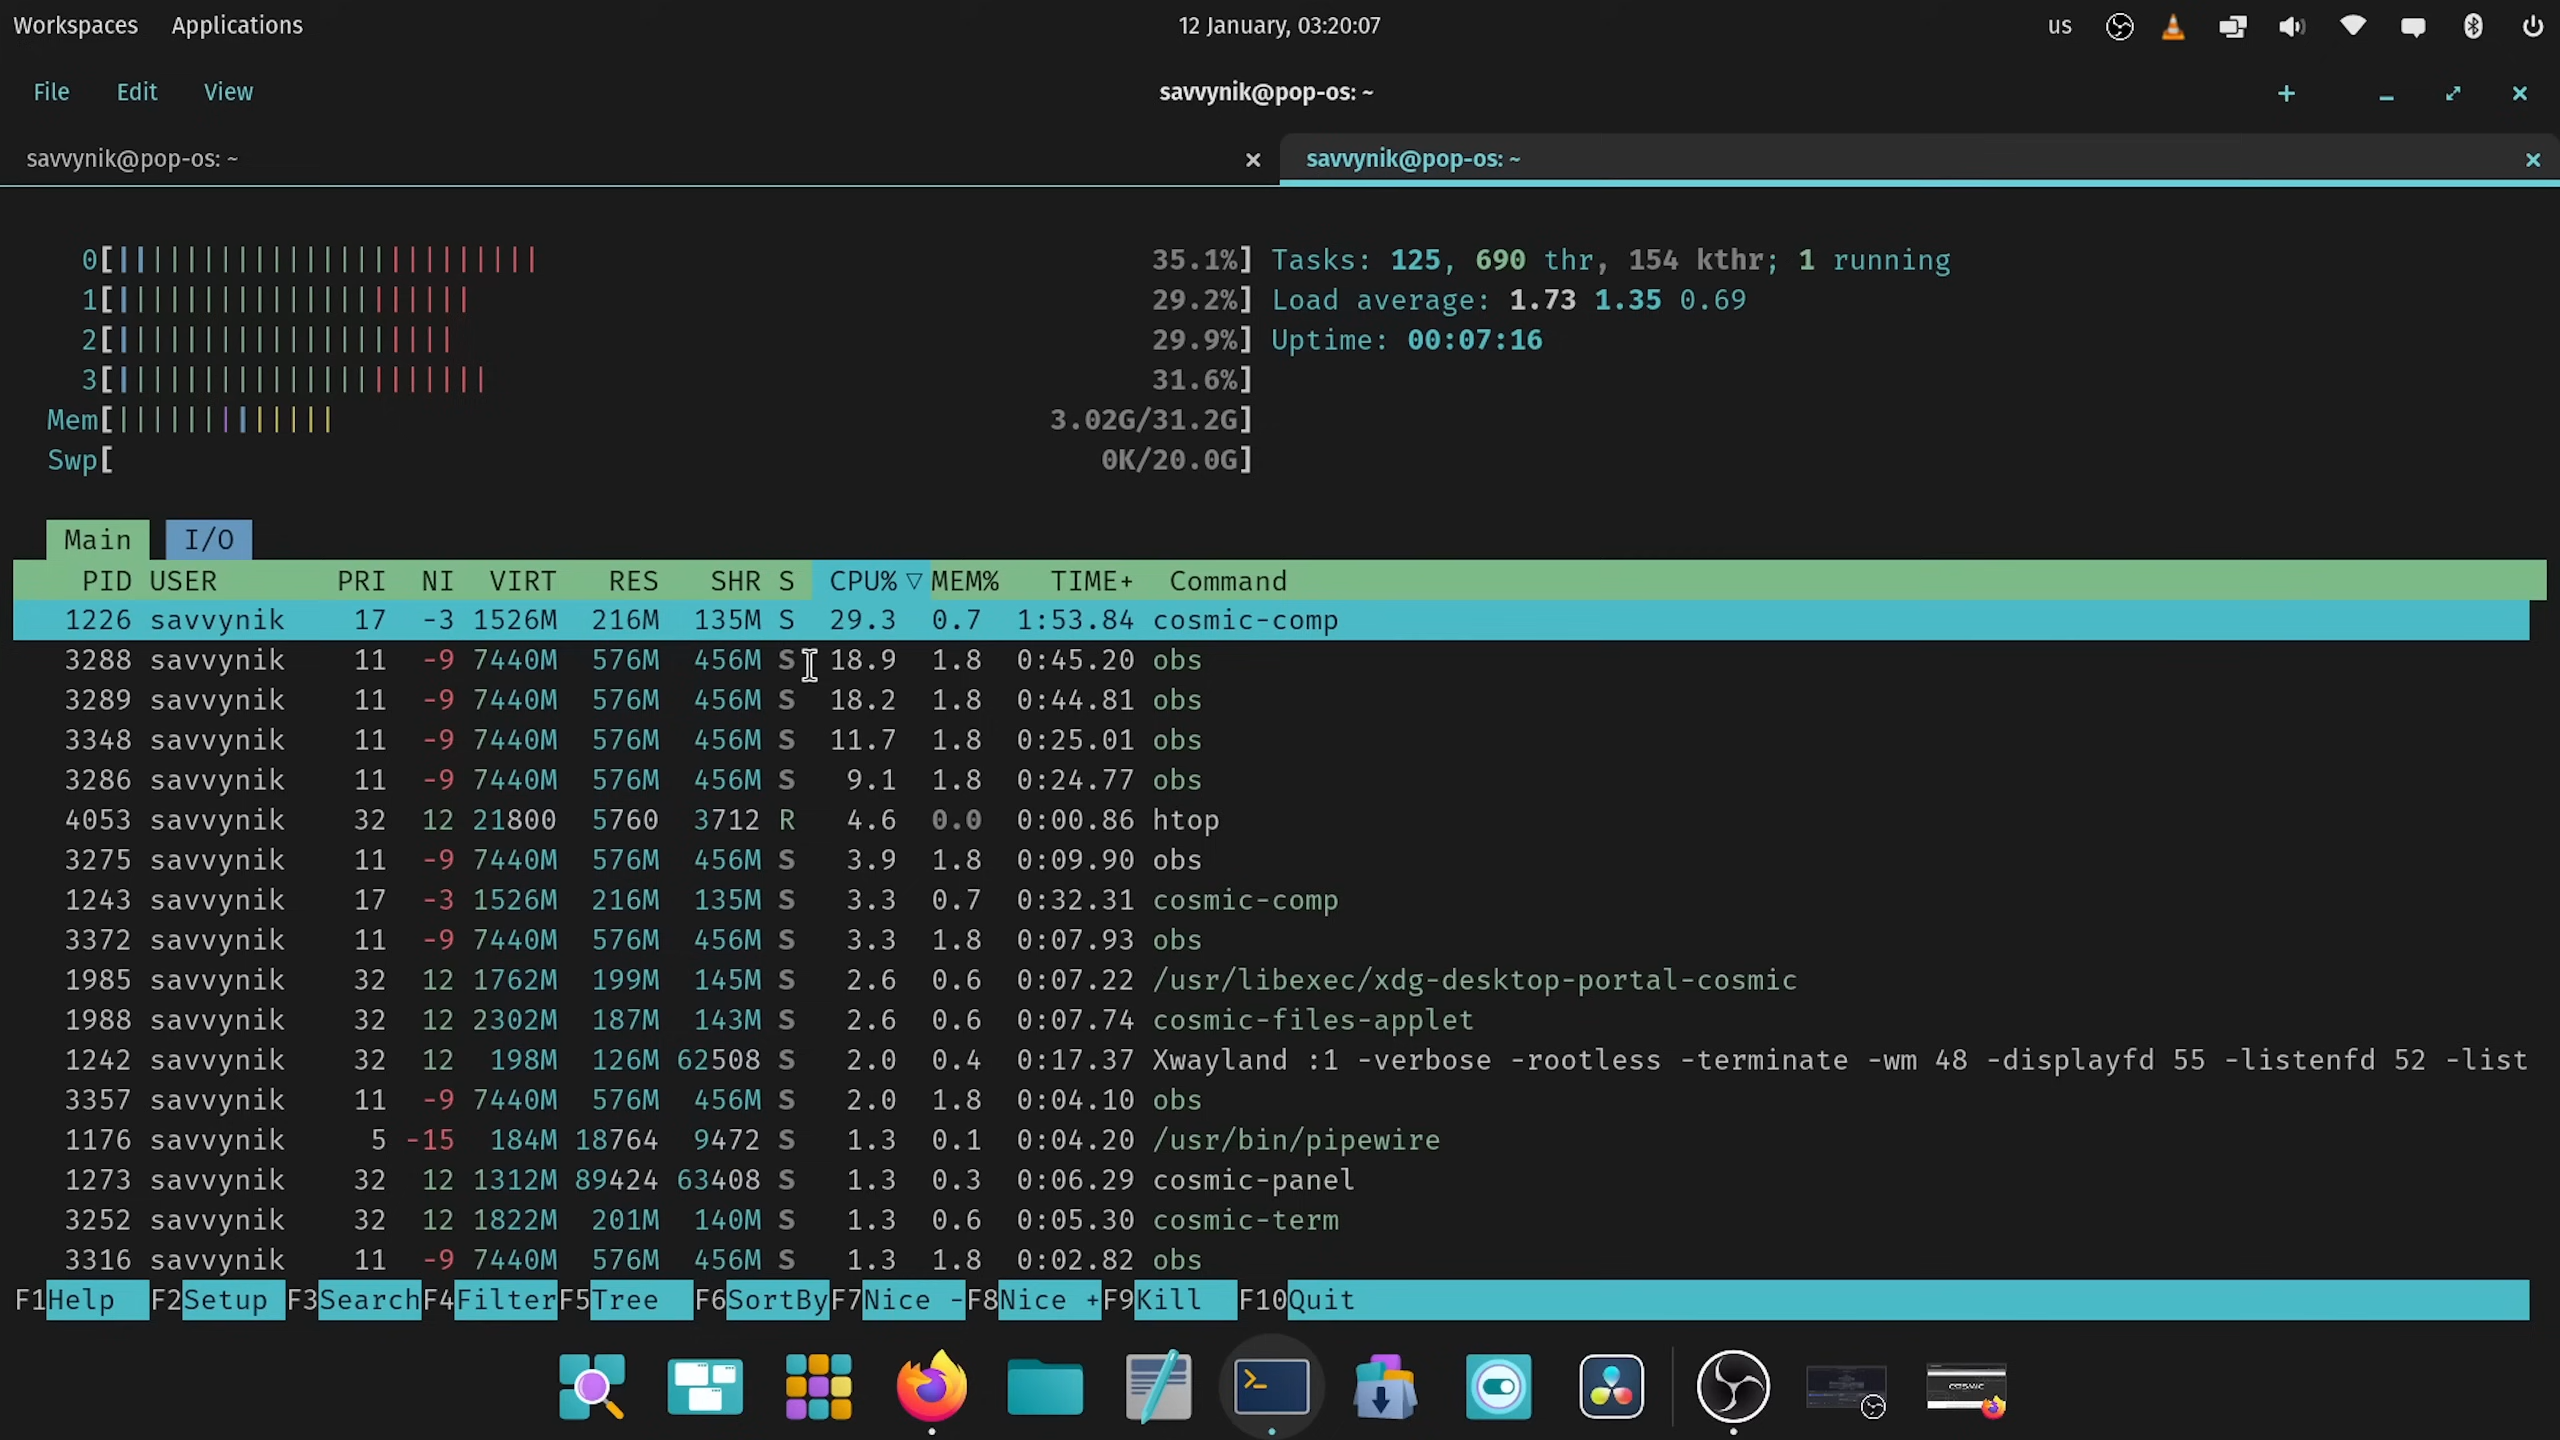 Workspaces Applications 12 January, 03:20:07 us
File Edit View savvynik@pop-os: ~
savvynik@pop-os: ~ savvynik@pop-os: ~
0[||||||||||||||||||||||||| 35.1%] Tasks: 125, 690 thr, 154 kthr; 1 running
1[||||||||||||||||||||| 29.2%] Load average: 1.73 1.35 0.69
2[|||||||||||||||||||| 29.9%] Uptime: 00:07:16
3[|||||||||||||||||||||| 31.6%]
Mem[||||||||||||| 3.02G/31.2G]
Swp[ 0K/20.0G]
Main I/O
PID USER PRI NI VIRT RES SHR S CPU%▽MEM% TIME+ Command
1226 savvynik 17 -3 1526M 216M 135M S 29.3 0.7 1:53.84 cosmic-comp
3288 savvynik 11 -9 7440M 576M 456M S 18.9 1.8 0:45.20 obs
3289 savvynik 11 -9 7440M 576M 456M S 18.2 1.8 0:44.81 obs
3348 savvynik 11 -9 7440M 576M 456M S 11.7 1.8 0:25.01 obs
3286 savvynik 11 -9 7440M 576M 456M S 9.1 1.8 0:24.77 obs
4053 savvynik 32 12 21800 5760 3712 R 4.6 0.0 0:00.86 htop
3275 savvynik 11 -9 7440M 576M 456M S 3.9 1.8 0:09.90 obs
1243 savvynik 17 -3 1526M 216M 135M S 3.3 0.7 0:32.31 cosmic-comp
3372 savvynik 11 -9 7440M 576M 456M S 3.3 1.8 0:07.93 obs
1985 savvynik 32 12 1762M 199M 145M S 2.6 0.6 0:07.22 /usr/libexec/xdg-desktop-portal-cosmic
1988 savvynik 32 12 2302M 187M 143M S 2.6 0.6 0:07.74 cosmic-files-applet
1242 savvynik 32 12 198M 126M 62508 S 2.0 0.4 0:17.37 Xwayland :1 -verbose -rootless -terminate -wm 48 -displayfd 55 -listenfd 52 -list
3357 savvynik 11 -9 7440M 576M 456M S 2.0 1.8 0:04.10 obs
1176 savvynik 5 -15 184M 18764 9472 S 1.3 0.1 0:04.20 /usr/bin/pipewire
1273 savvynik 32 12 1312M 89424 63408 S 1.3 0.3 0:06.29 cosmic-panel
3252 savvynik 32 12 1822M 201M 140M S 1.3 0.6 0:05.30 cosmic-term
3316 savvynik 11 -9 7440M 576M 456M S 1.3 1.8 0:02.82 obs
F1Help F2Setup F3SearchF4FilterF5Tree F6SortByF7Nice -F8Nice +F9Kill F10Quit
COSMIC